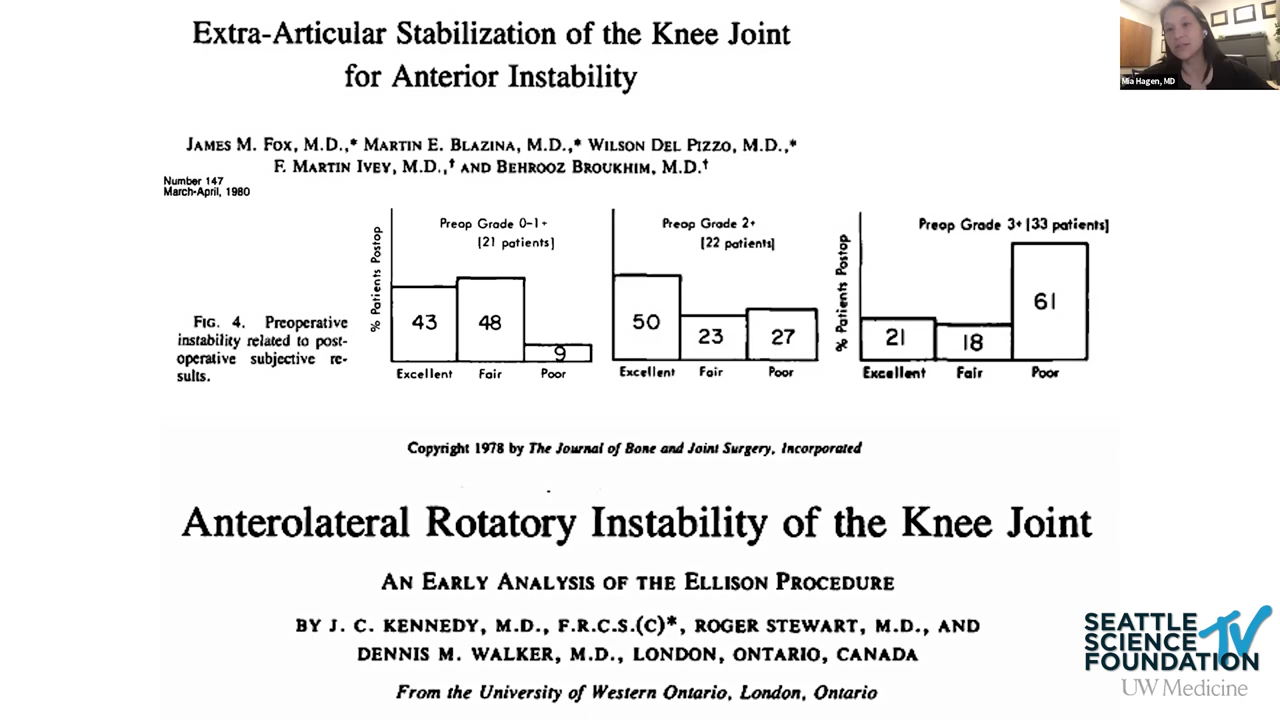 Extra-Articular Stabilization of the Knee Joint
for Anterior Instability
Mia Hagen, MD
JAMES M. FOX, M.D.,* MARTIN E. BLAZINA, M.D.,* WILSON DEL PIZZO, M.D.,*
F. MARTIN IVEY, M.D.,† AND BEHROOZ BROUKHIM, M.D.†
Number 147
March-April, 1980
FIG. 4. Preoperative
instability related to post-
operative subjective re-
sults.
% Patients Postop
Preop Grade 0-1+
[21 patients]
43
48
9
Excellent
Fair
Poor
Preop Grade 2+
[22 patients]
50
23
27
Excellent
Fair
Poor
% Patients Postop
Preop Grade 3+ [33 patients]
21
18
61
Excellent
Fair
Poor
Copyright 1978 by The Journal of Bone and Joint Surgery, Incorporated
Anterolateral Rotatory Instability of the Knee Joint
AN EARLY ANALYSIS OF THE ELLISON PROCEDURE
BY J. C. KENNEDY, M.D., F.R.C.S.(C)*, ROGER STEWART, M.D., AND
DENNIS M. WALKER, M.D., LONDON, ONTARIO, CANADA
From the University of Western Ontario, London, Ontario
SEATTLE
SCIENCE
FOUNDATION
TV
UW Medicine